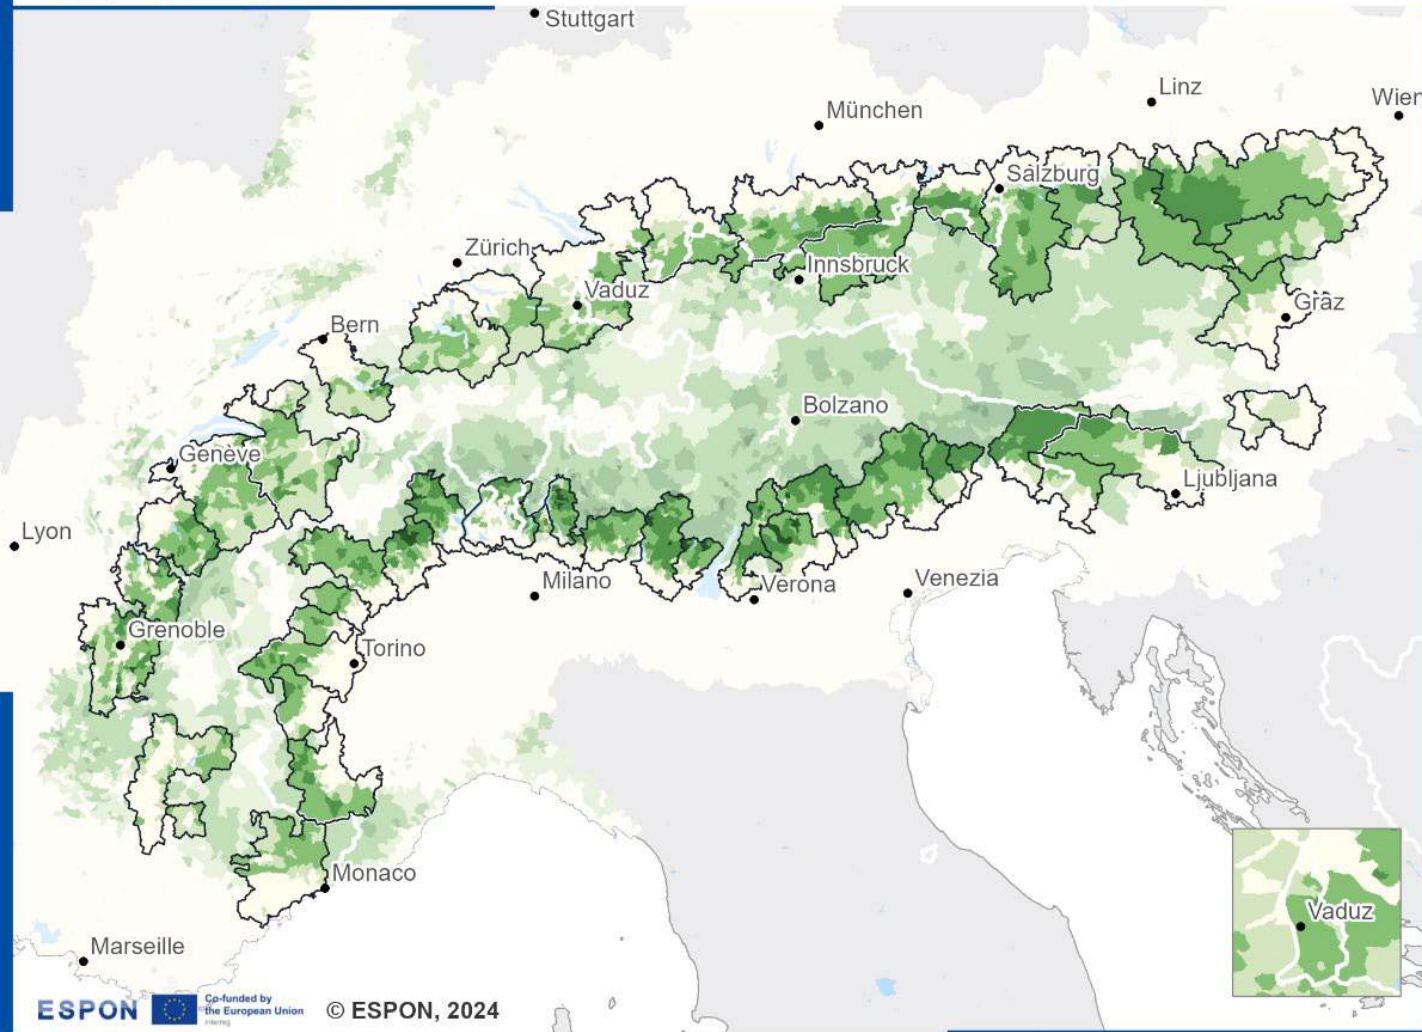 Stuttgart
Linz
Wien
München
Salzburg
Zürich
Innsbruck
Vaduz
Graz
Bern
Bolzano
Genève
Ljubljana
Lyon
Milano
Verona
Venezia
Grenoble
Torino
Monaco
Vaduz
Marseille
ESPON
Co-funded by
the European Union
Interreg
© ESPON, 2024